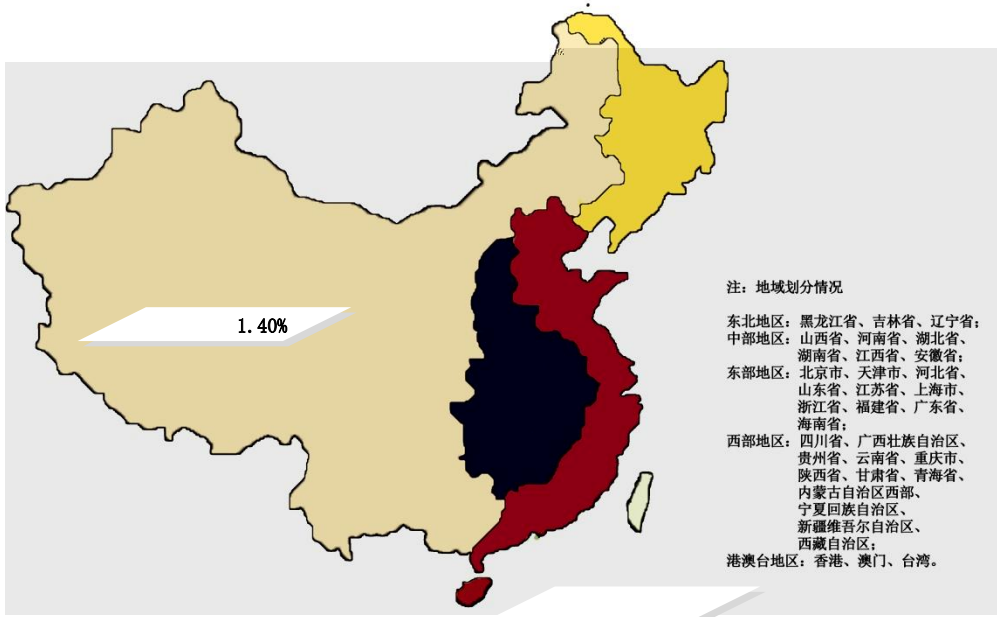 1.40%
注：地域划分情况
东北地区：黑龙江省、吉林省、辽宁省；
中部地区：山西省、河南省、湖北省、
湖南省、江西省、安徽省；
东部地区：北京市、天津市、河北省、
山东省、江苏省、上海市、
浙江省、福建省、广东省、
海南省；
西部地区：四川省、广西壮族自治区、
贵州省、云南省、重庆市、
陕西省、甘肃省、青海省、
内蒙古自治区西部、
宁夏回族自治区、
新疆维吾尔自治区、
西藏自治区；
港澳台地区：香港、澳门、台湾。